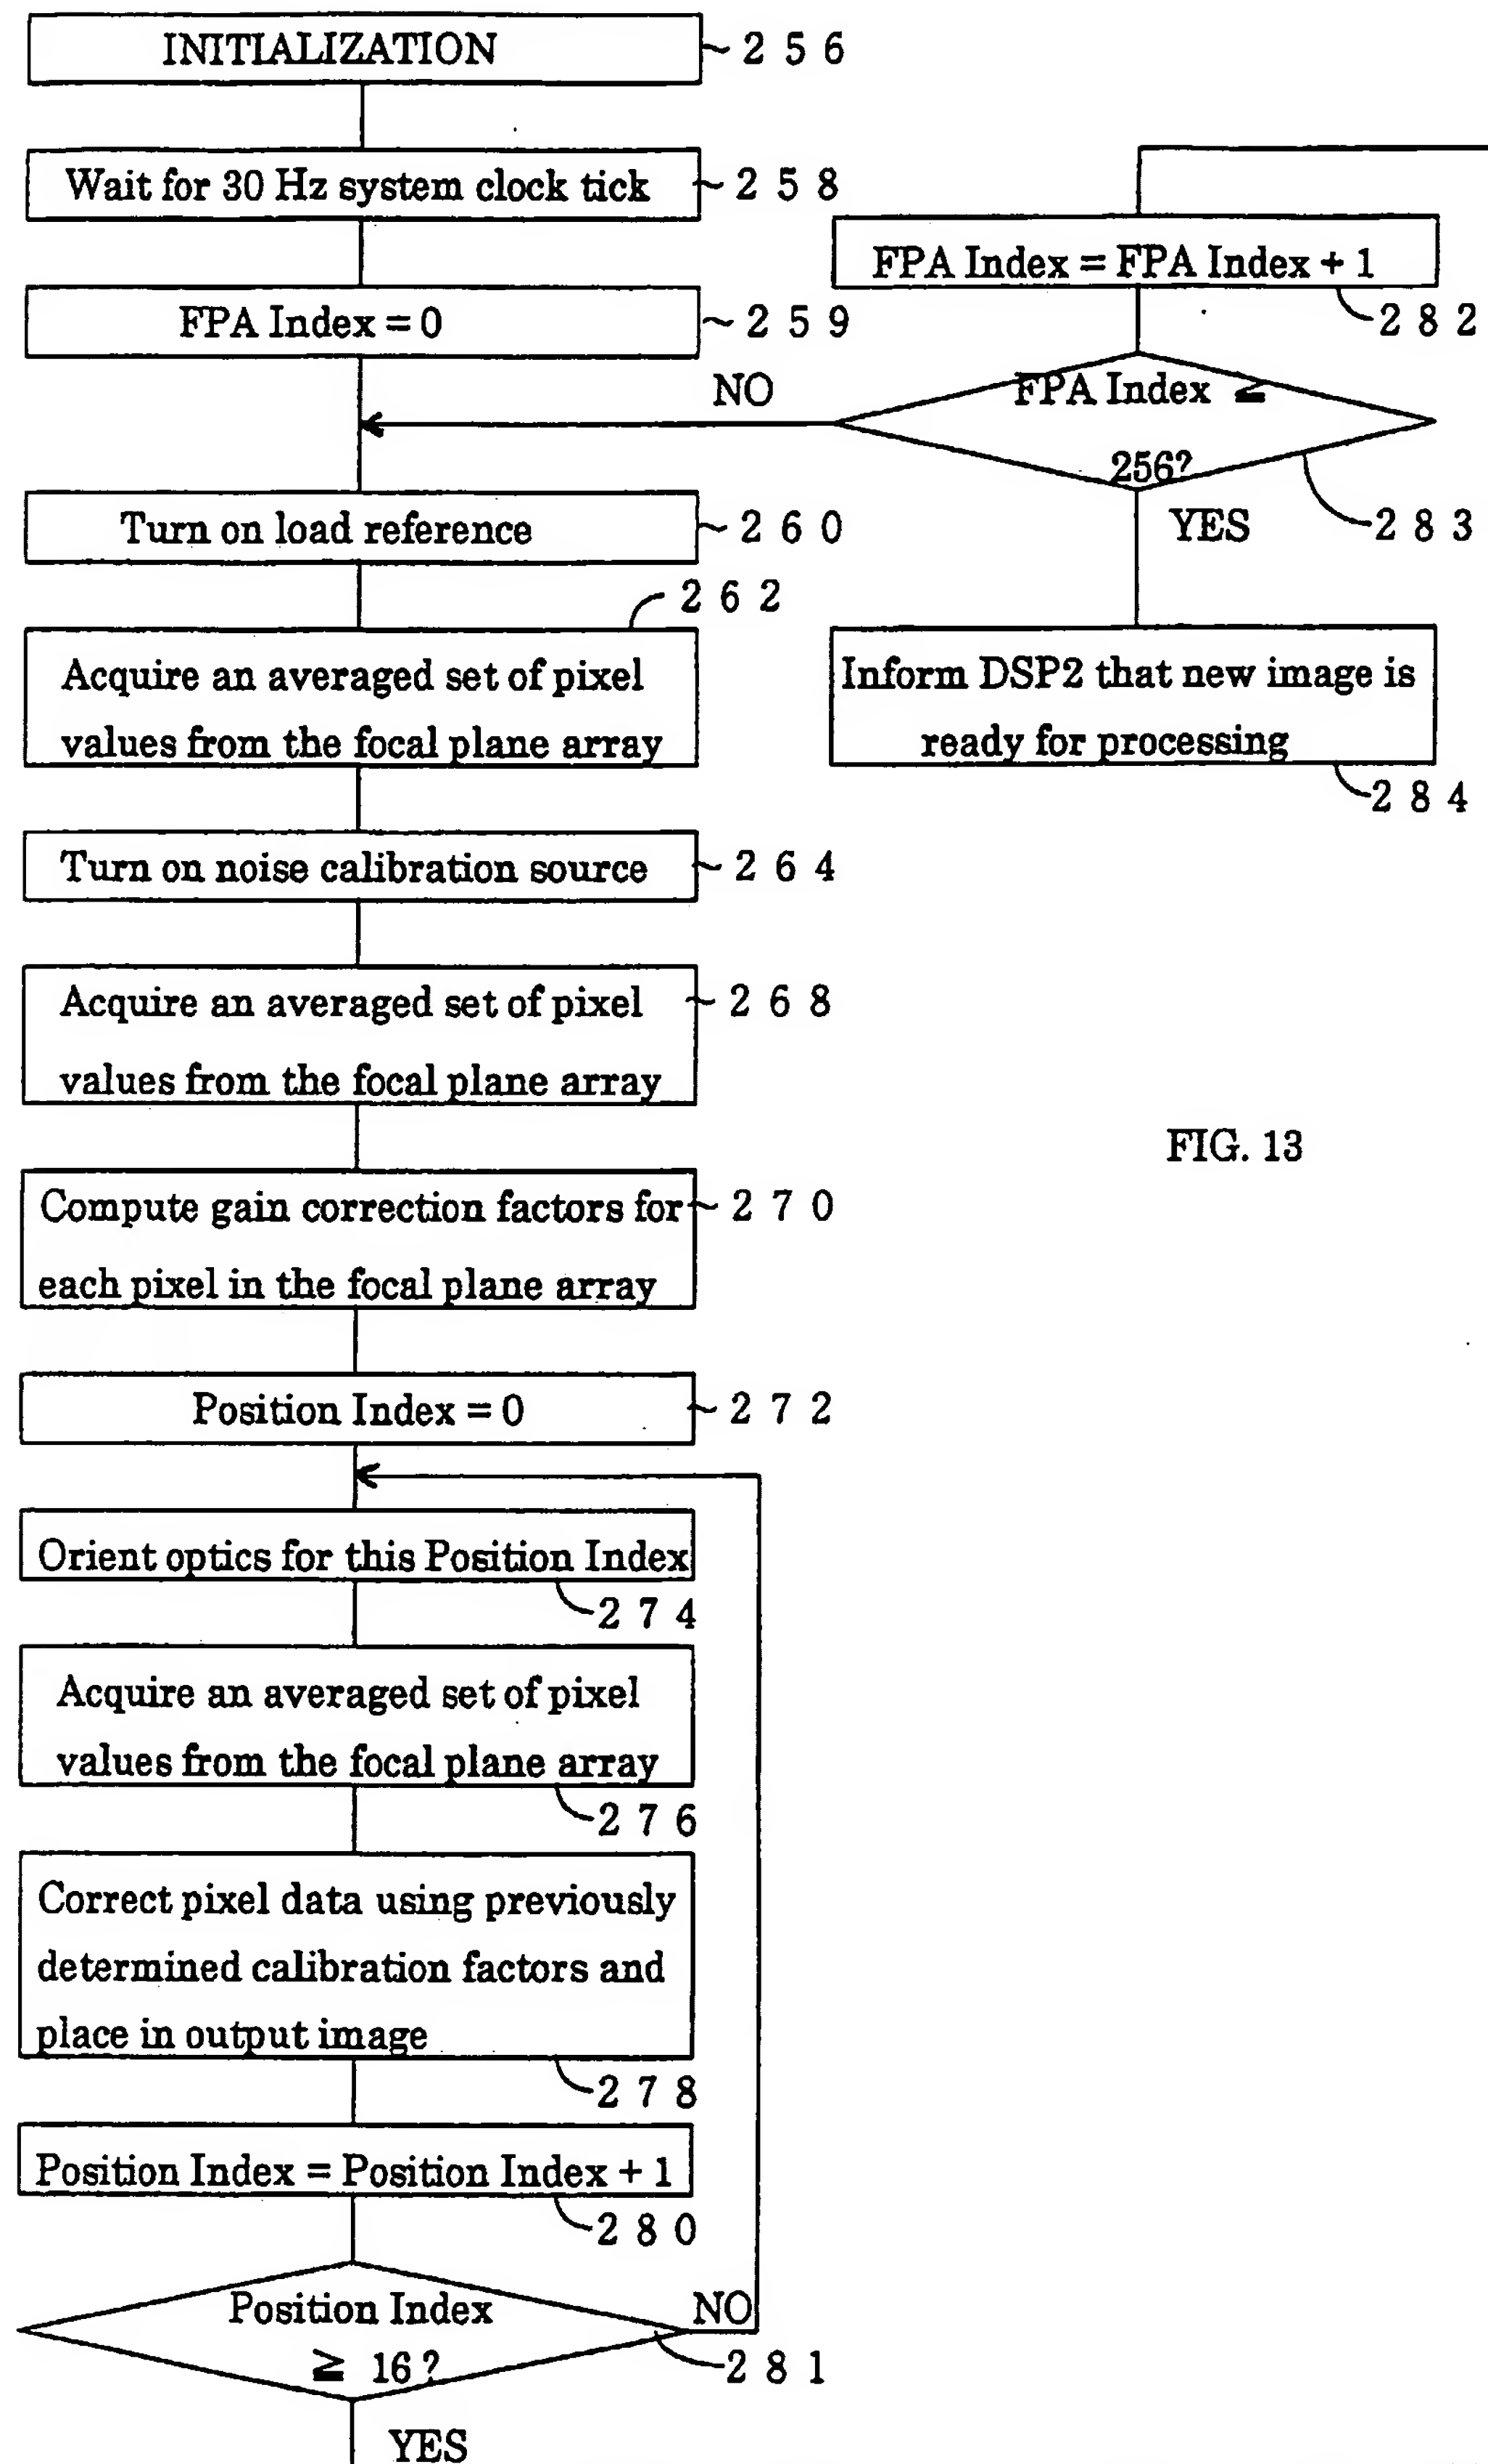 INITIALIZATION
256
Wait for 30 Hz system clock tick
258
FPA Index = 0
259
Turn on load reference
260
262
Acquire an averaged set of pixel
values from the focal plane array
Turn on noise calibration source
264
Acquire an averaged set of pixel
268
values from the focal plane array
Compute gain correction factors for
270
each pixel in the focal plane array
Position Index = 0
272
Orient optics for this Position Index
274
Acquire an averaged set of pixel
values from the focal plane array
276
Correct pixel data using previously
determined calibration factors and
place in output image
278
Position Index = Position Index + 1
280
Position Index
≧ 16?
NO
281
YES
FPA Index = FPA Index + 1
282
FPA Index ≧
256?
NO
283
YES
Inform DSP2 that new image is
ready for processing
284
FIG. 13